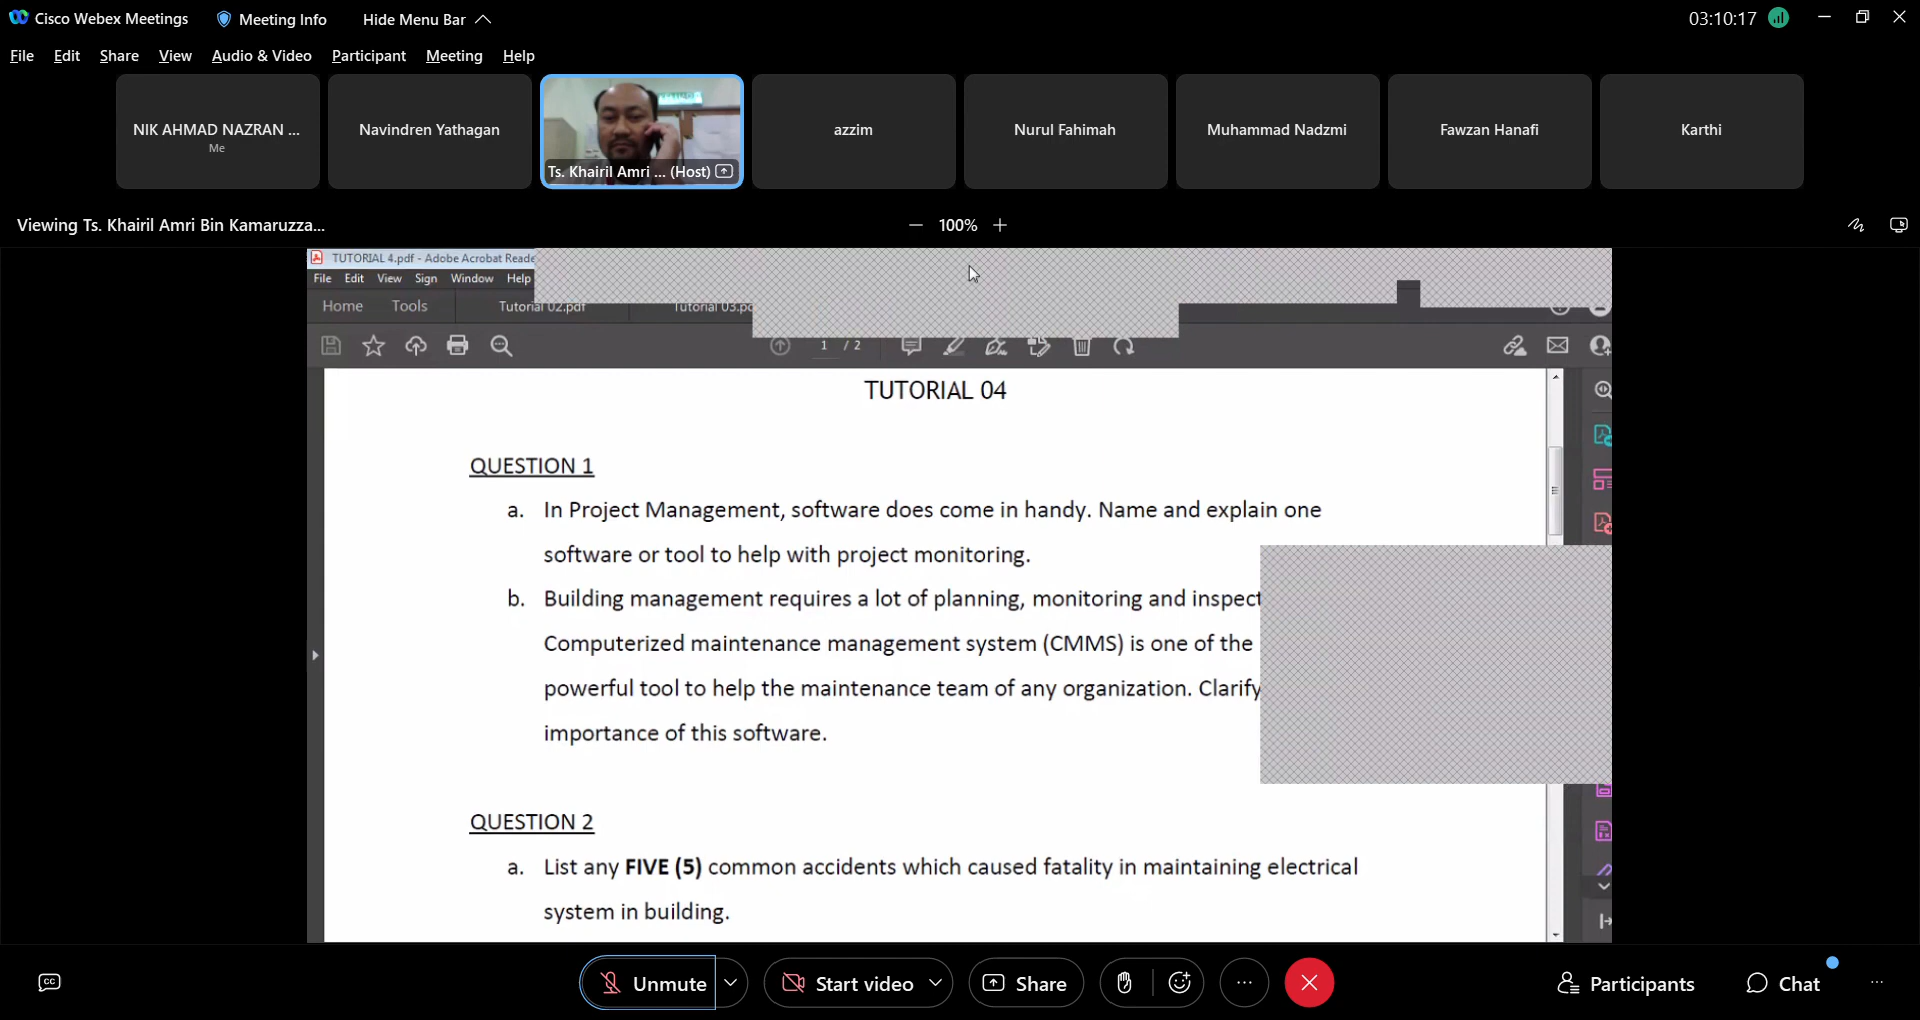 Cisco Webex Meetings Meeting Info Hide Menu Bar 03:10:17
File Edit Share View Audio & Video Participant Meeting Help
NIK AHMAD NAZRAN ...
Me
Navindren Yathagan
Ts. Khairil Amri ... (Host)
azzim
Nurul Fahimah
Muhammad Nadzmi
Fawzan Hanafi
Karthi
Viewing Ts. Khairil Amri Bin Kamaruzza... 100%
TUTORIAL 4.pdf - Adobe Acrobat Reade
File Edit View Sign Window Help
Home Tools Tutorial 02.pdf Tutorial 03.pd
1 / 2
TUTORIAL 04
QUESTION 1
a. In Project Management, software does come in handy. Name and explain one
software or tool to help with project monitoring.
b. Building management requires a lot of planning, monitoring and inspect
Computerized maintenance management system (CMMS) is one of the
powerful tool to help the maintenance team of any organization. Clarify
importance of this software.
QUESTION 2
a. List any FIVE (5) common accidents which caused fatality in maintaining electrical
system in building.
CC Unmute Start video Share Participants Chat